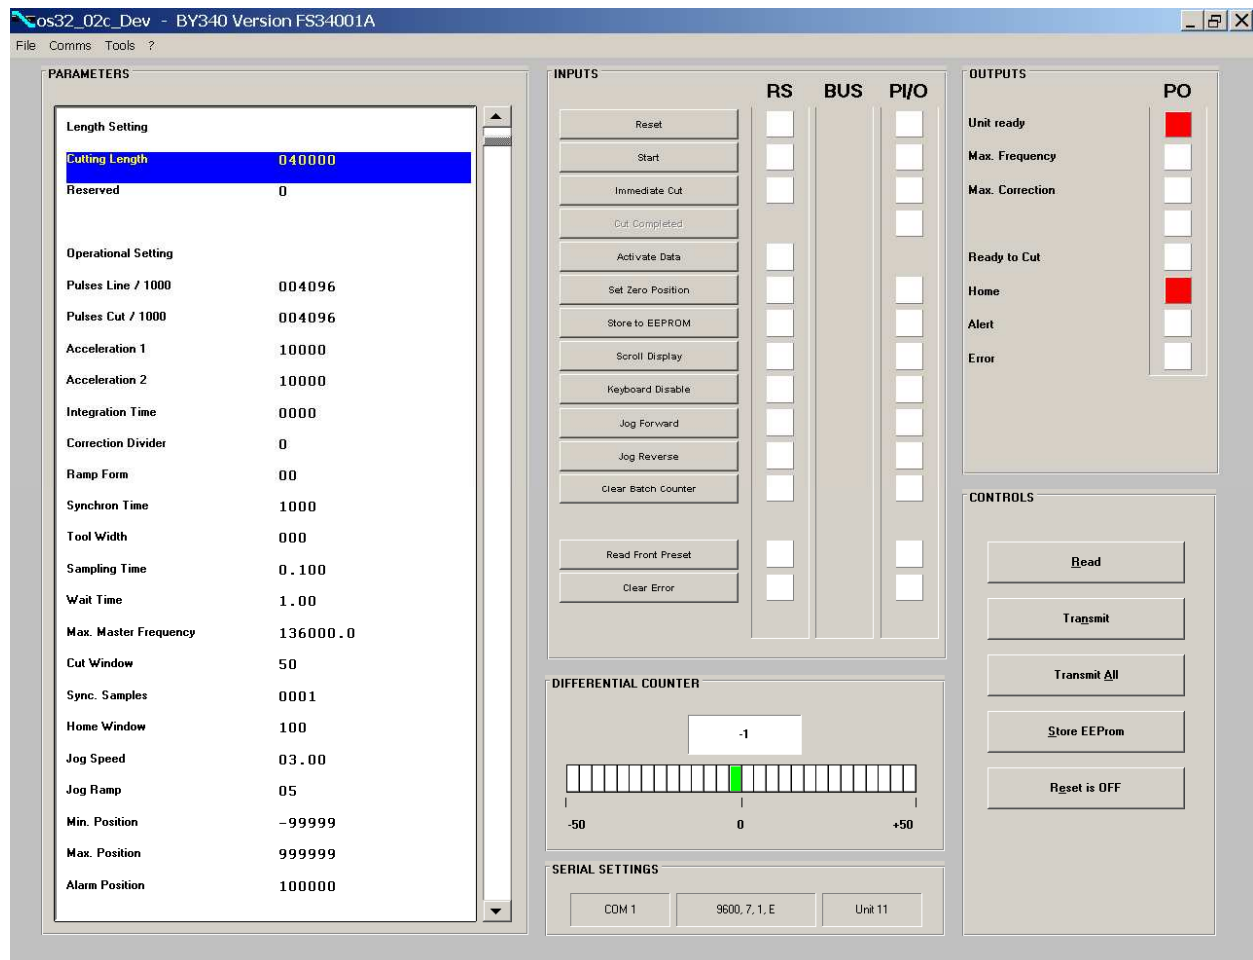 os32_02c_Dev - BY340 Version FS34001A
File Comms Tools ?
PARAMETERS
Length Setting
Cutting Length 040000
Reserved 0
Operational Setting
Pulses Line / 1000 004096
Pulses Cut / 1000 004096
Acceleration 1 10000
Acceleration 2 10000
Integration Time 0000
Correction Divider 0
Ramp Form 00
Synchron Time 1000
Tool Width 000
Sampling Time 0.100
Wait Time 1.00
Max. Master Frequency 136000.0
Cut Window 50
Sync. Samples 0001
Home Window 100
Jog Speed 03.00
Jog Ramp 05
Min. Position -99999
Max. Position 999999
Alarm Position 100000
INPUTS
RS BUS PI/O
Reset
Start
Immediate Cut
Cut Completed
Activate Data
Set Zero Position
Store to EEPROM
Scroll Display
Keyboard Disable
Jog Forward
Jog Reverse
Clear Batch Counter
Read Front Preset
Clear Error
DIFFERENTIAL COUNTER
-1
-50 0 +50
SERIAL SETTINGS
COM 1 9600, 7, 1, E Unit 11
OUTPUTS
PO
Unit ready
Max. Frequency
Max. Correction
Ready to Cut
Home
Alert
Error
CONTROLS
Read
Transmit
Transmit All
Store EEProm
Reset is OFF